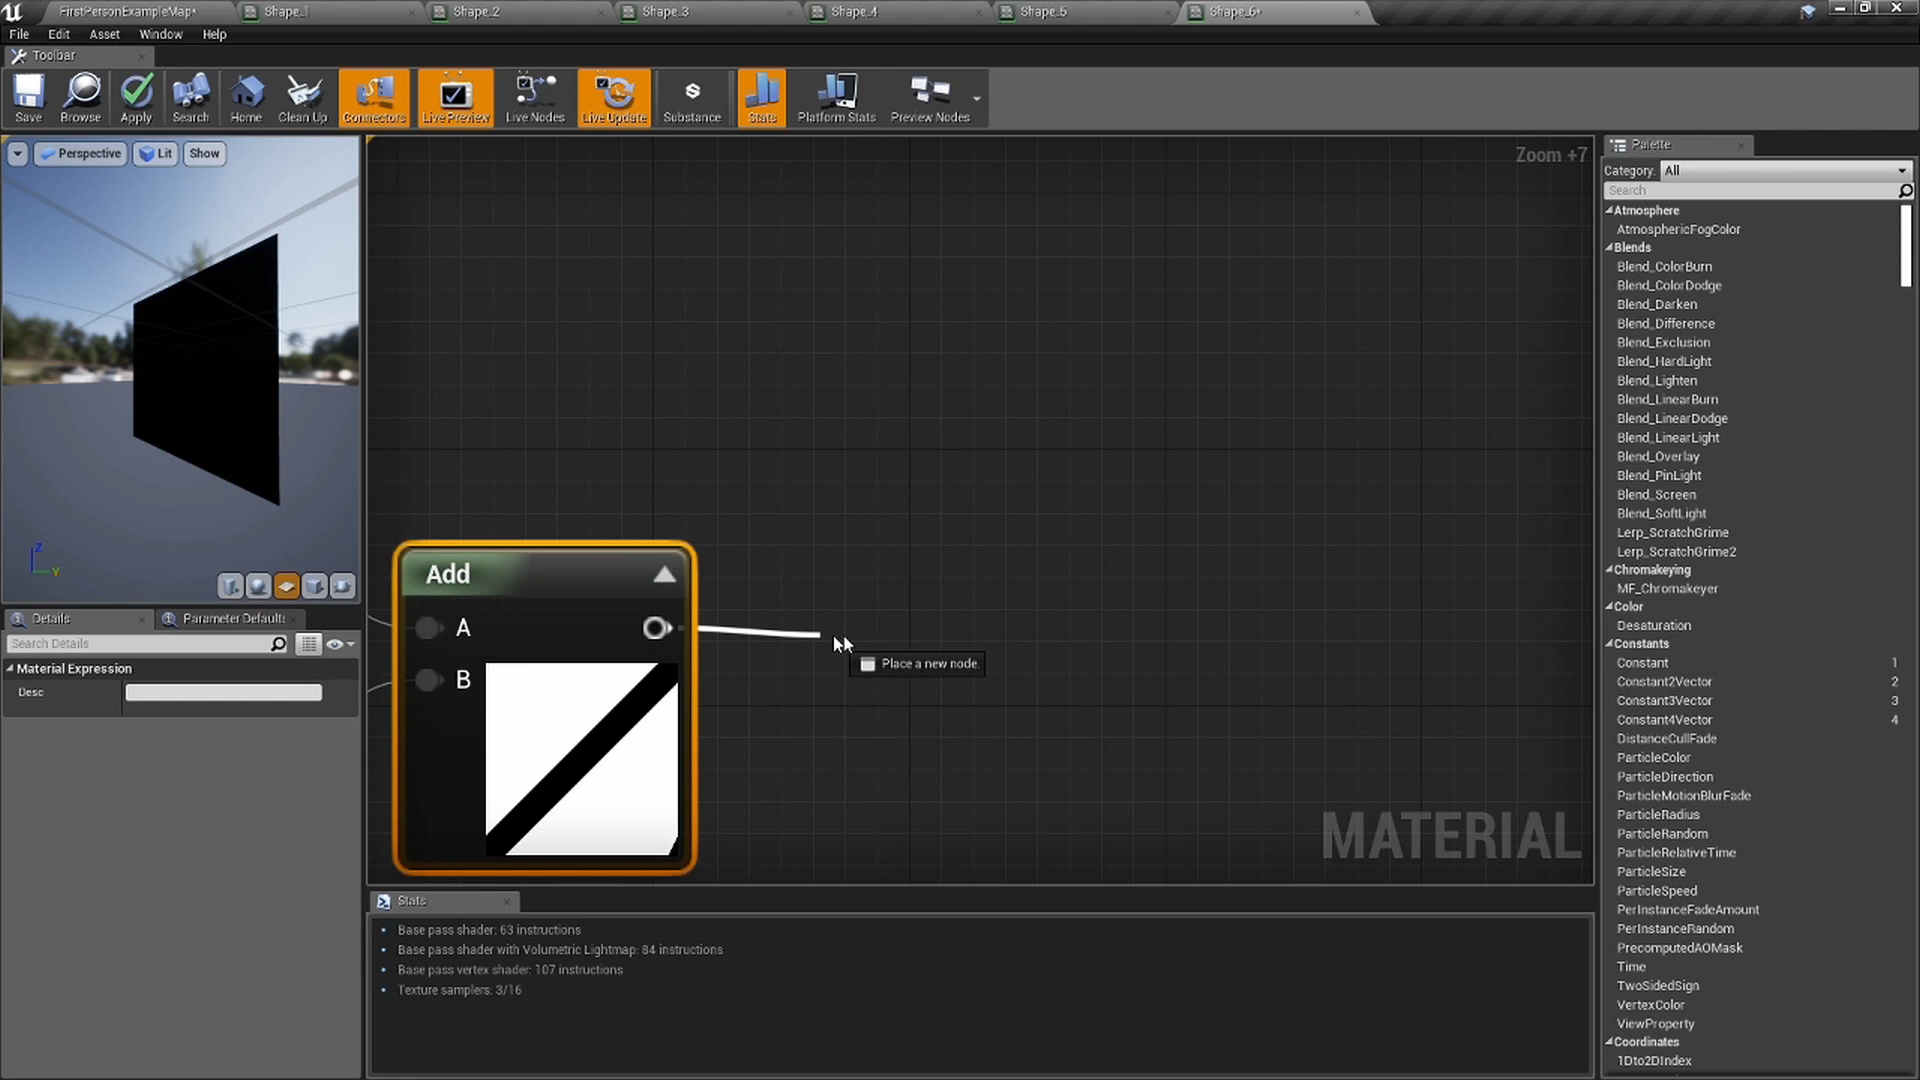 FirstPersonExampleMap*
Shape_1
Shape_2
Shape_3
Shape_4
Shape_5
Shape_6*
File Edit Asset Window Help
Toolbar
Save Browse Apply Search Home Clean Up Connectors Live Preview Live Nodes Live Update Substance Stats Platform Stats Preview Nodes
Perspective Lit Show
Z
Y
Details
Parameter Defaults
Search Details
Material Expression
Desc
Zoom +7
Add
A
B
Place a new node.
MATERIAL
Stats
Base pass shader: 63 instructions
Base pass shader with Volumetric Lightmap: 84 instructions
Base pass vertex shader: 107 instructions
Texture samplers: 3/16
Palette
Category: All
Search
Atmosphere
AtmosphericFogColor
Blends
Blend_ColorBurn
Blend_ColorDodge
Blend_Darken
Blend_Difference
Blend_Exclusion
Blend_HardLight
Blend_Lighten
Blend_LinearBurn
Blend_LinearDodge
Blend_LinearLight
Blend_Overlay
Blend_PinLight
Blend_Screen
Blend_SoftLight
Lerp_ScratchGrime
Lerp_ScratchGrime2
Chromakeying
MF_Chromakeyer
Color
Desaturation
Constants
Constant 1
Constant2Vector 2
Constant3Vector 3
Constant4Vector 4
DistanceCullFade
ParticleColor
ParticleDirection
ParticleMotionBlurFade
ParticleRadius
ParticleRandom
ParticleRelativeTime
ParticleSize
ParticleSpeed
PerInstanceFadeAmount
PerInstanceRandom
PrecomputedAOMask
Time
TwoSidedSign
VertexColor
ViewProperty
Coordinates
1Dto2DIndex